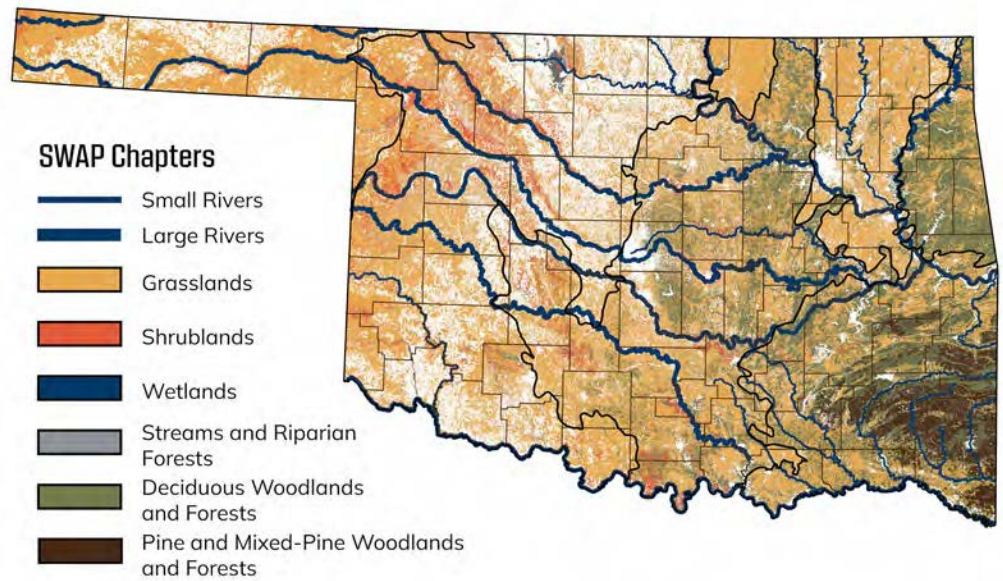 SWAP Chapters
Small Rivers
Large Rivers
Grasslands
Shrublands
Wetlands
Streams and Riparian
Forests
Deciduous Woodlands
and Forests
Pine and Mixed-Pine Woodlands
and Forests